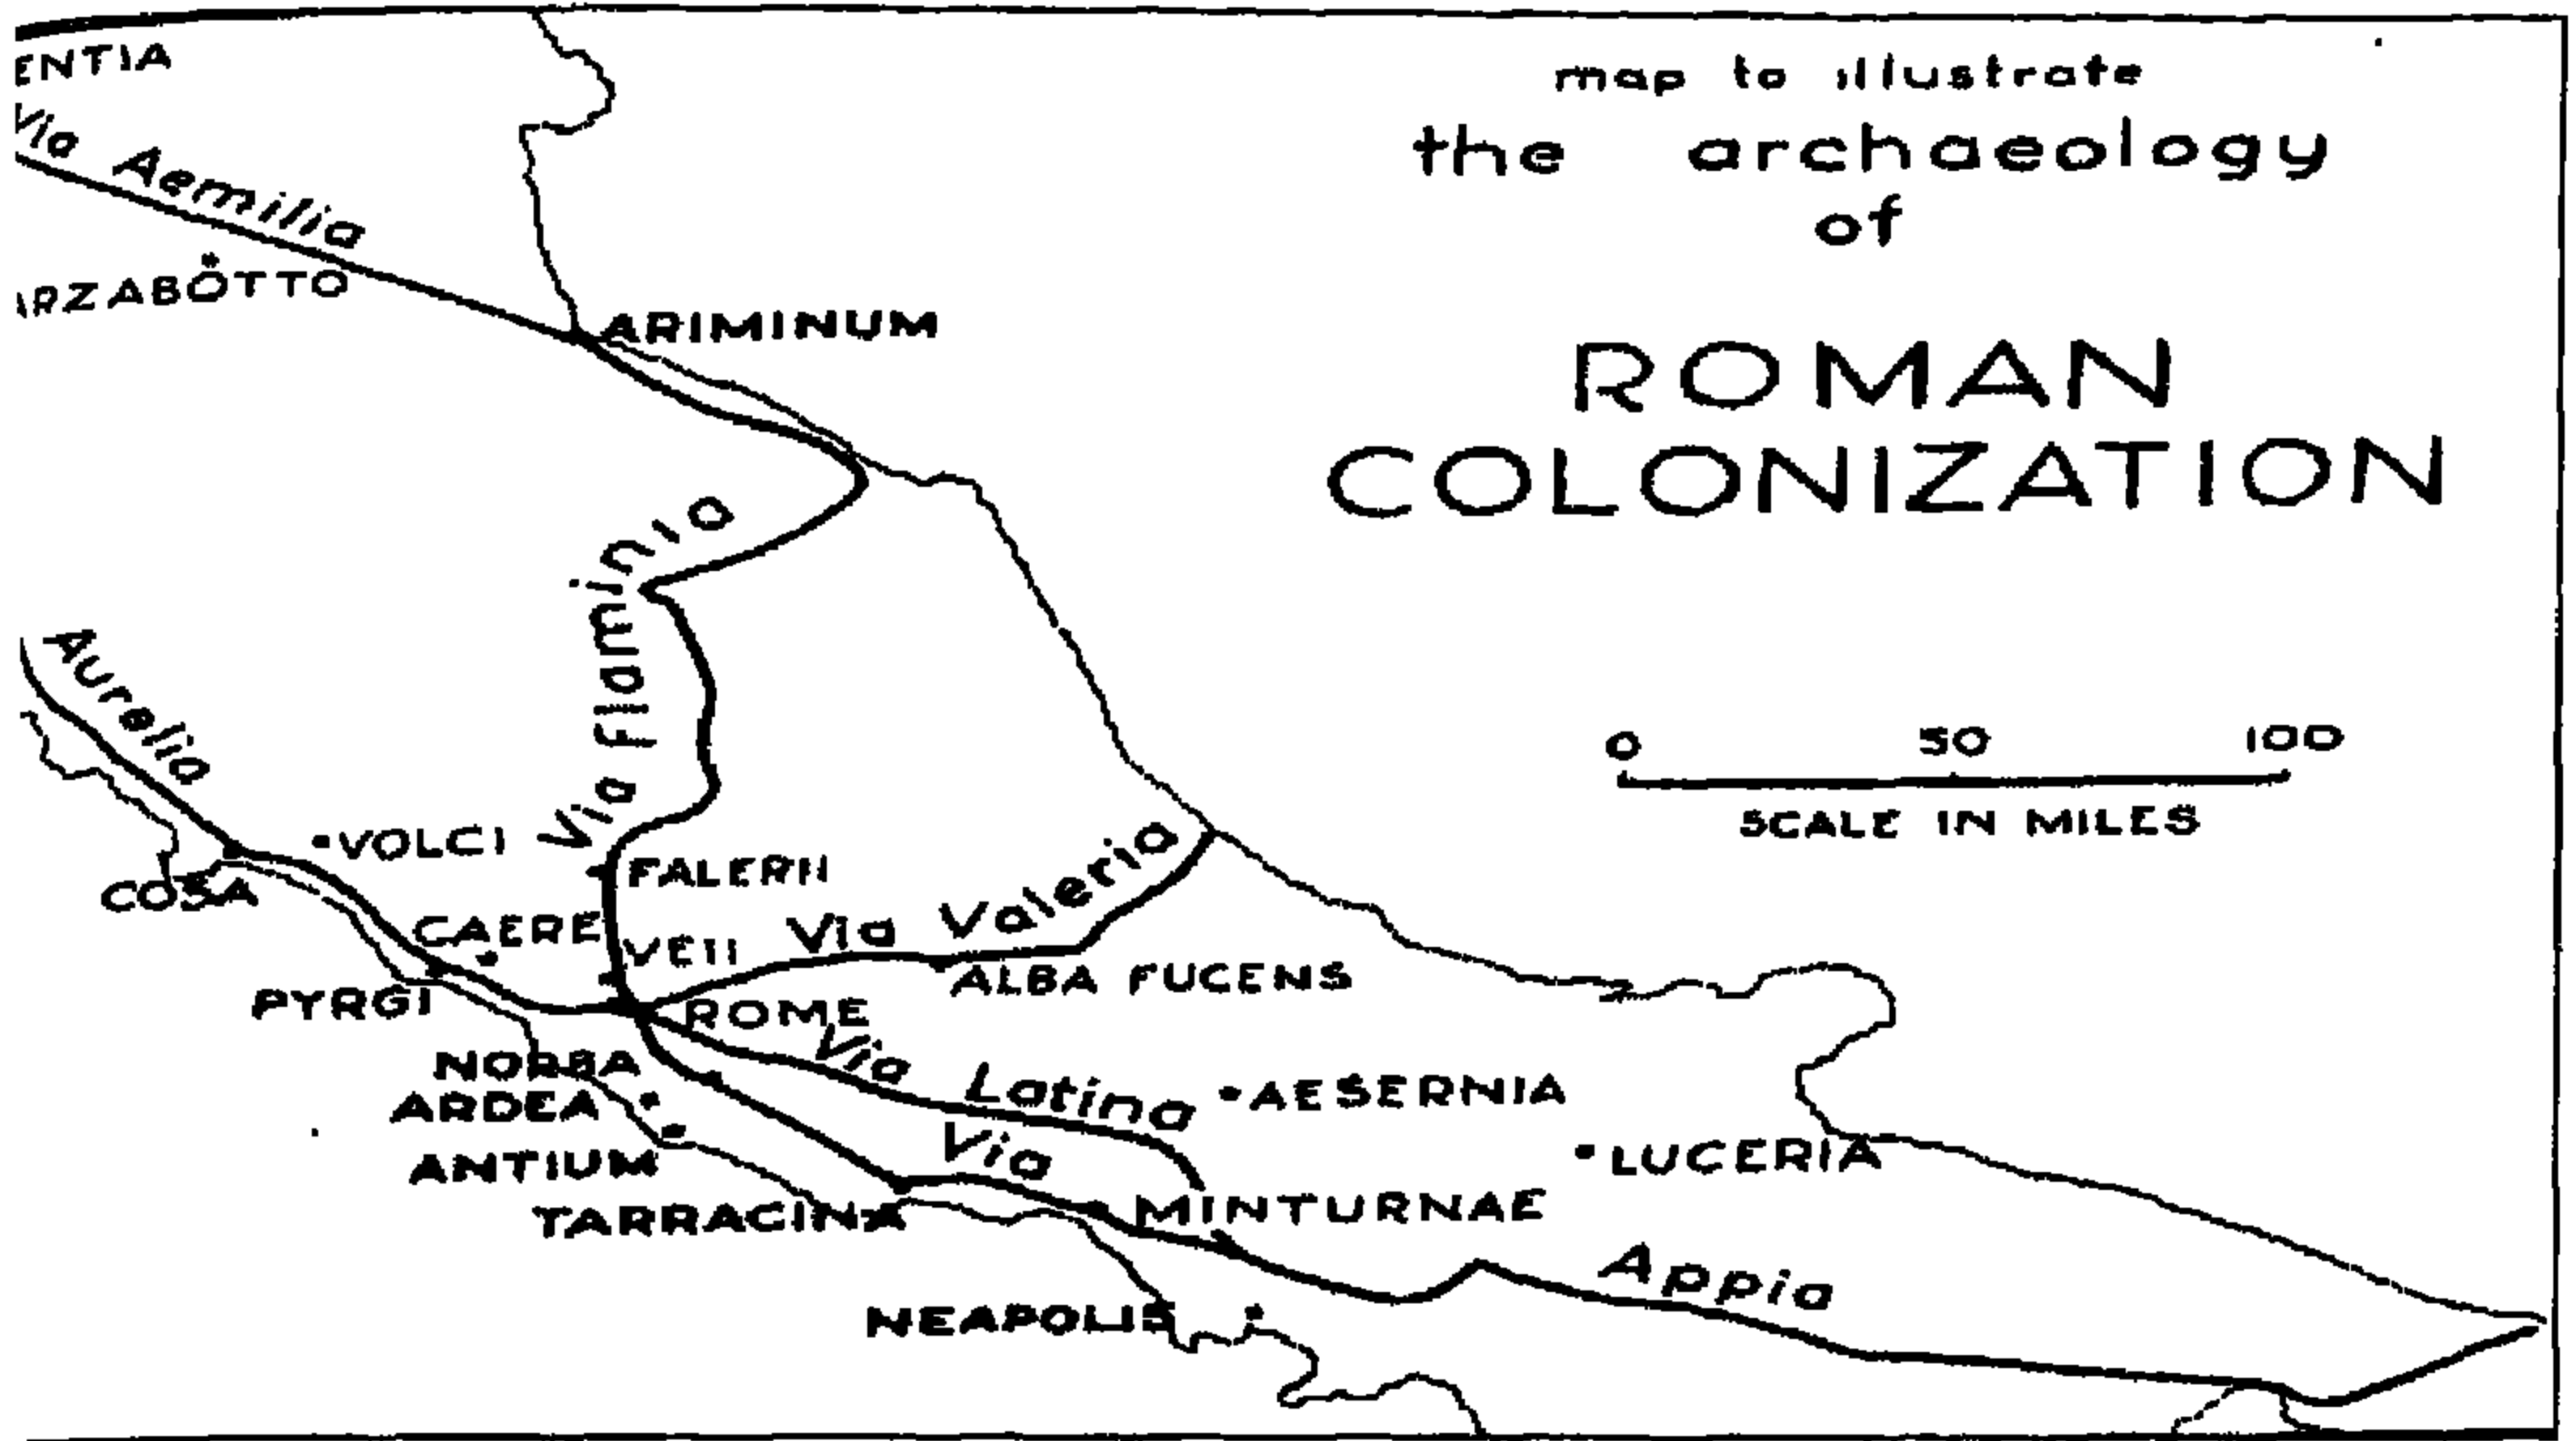 map to illustrate
the archaeology
of
ROMAN
COLONIZATION
0 50 100
SCALE IN MILES
ENTIA
Via Aemilia
ARZABOTTO
ARIMINUM
Via Flaminia
Aurelia
VOLCI
COSA
FALERII
CAERE
VEII
Via Valeria
ALBA FUCENS
PYRGI
ROME
NORBA
Via Latina
AESERNIA
ARDEA
ANTIUM
Via Appia
LUCERIA
TARRACINA
MINTURNAE
NEAPOLIS